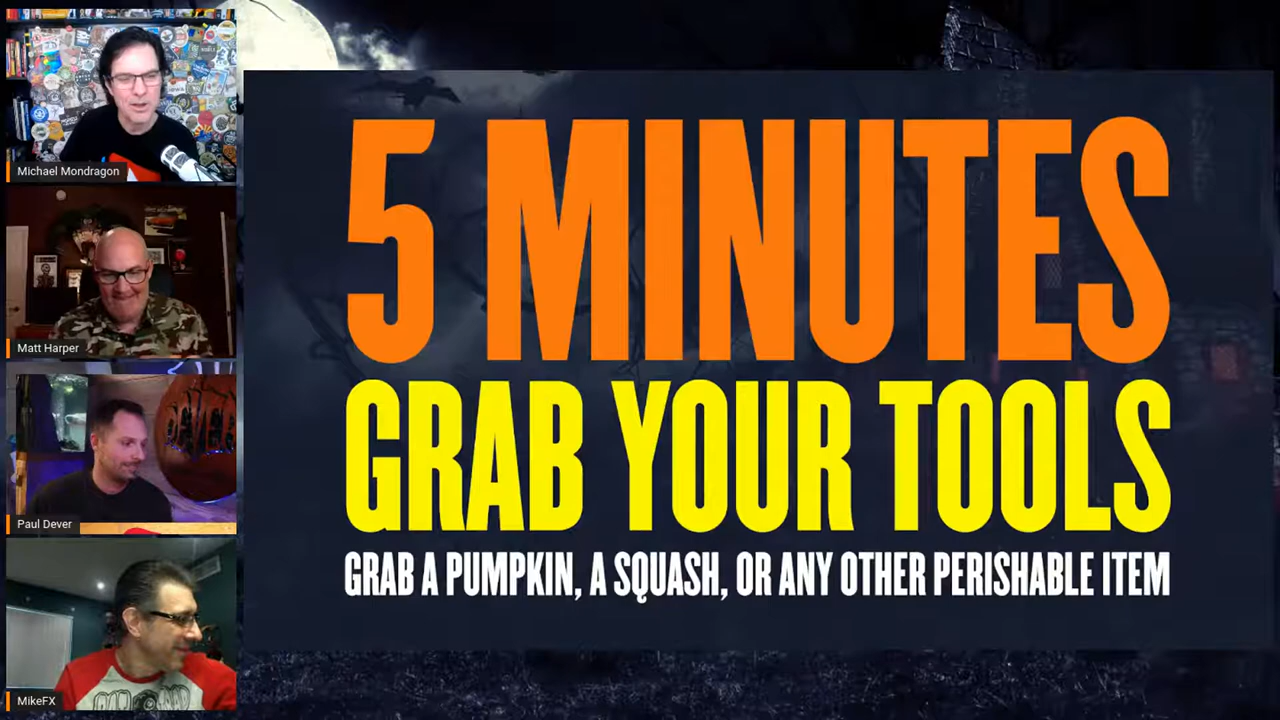 Michael Mondragon
Matt Harper
Paul Dever
MikeFX
5 MINUTES
GRAB YOUR TOOLS
GRAB A PUMPKIN, A SQUASH, OR ANY OTHER PERISHABLE ITEM